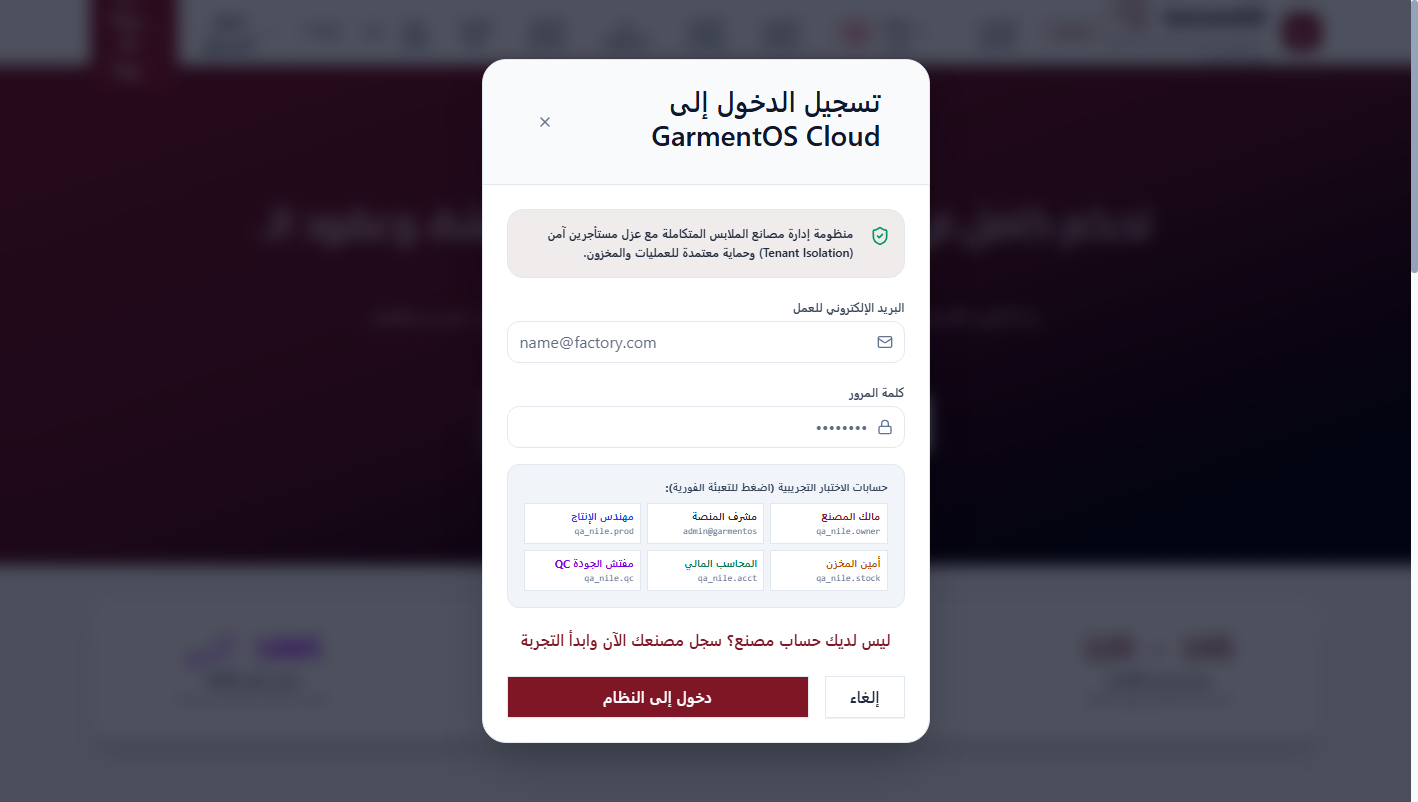 تسجيل الدخول إلى
GarmentOS Cloud
منظومة إدارة مصانع الملابس المتكاملة مع عزل مستأجرين آمن
(Tenant Isolation) وحماية معتمدة للعمليات والمخزون.
البريد الإلكتروني للعمل
name@factory.com
كلمة المرور
••••••••
حسابات الاختبار التجريبية (اضغط للتعبئة الفورية):
مالك المصنع
qa_nile.owner
مشرف المنصة
admin@garmentos
مهندس الإنتاج
qa_nile.prod
أمين المخزن
qa_nile.stock
المحاسب المالي
qa_nile.acct
مفتش الجودة QC
qa_nile.qc
ليس لديك حساب مصنع؟ سجل مصنعك الآن وابدأ التجربة
إلغاء
دخول إلى النظام